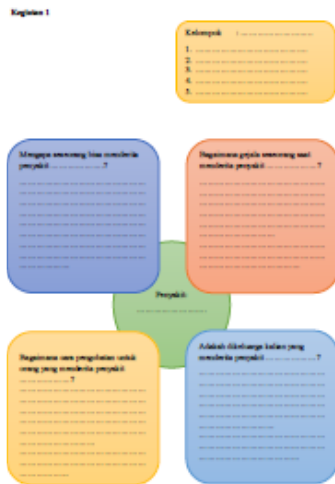 Kegiatan 1
Kelompok : ........................
1. ........................
2. ........................
3. ........................
4. ........................
5. ........................
Mengapa seseorang bisa menderita
penyakit ........................?
Bagaimana gejala seseorang saat
menderita penyakit ........................?
Penyakit
........................
Bagaimana cara pengobatan untuk
orang yang menderita penyakit
........................?
Adakah dikeluarga kalian yang
menderita penyakit ........................?